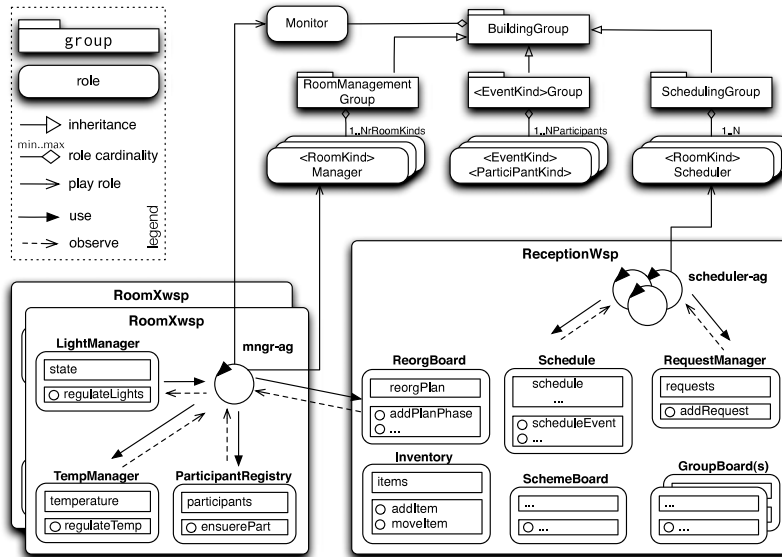 group
role
inheritance
min..max
role cardinality
play role
use
observe
legend
Monitor
BuildingGroup
RoomManagement
Group
<EventKind>Group
SchedulingGroup
1..NrRoomKinds
1..NParticipants
1..N
<RoomKind>
Manager
<EventKind>
<ParticiPantKind>
<RoomKind>
Scheduler
RoomXwsp
RoomXwsp
mngr-ag
LightManager
state
regulateLights
TempManager
temperature
regulateTemp
ParticipantRegistry
participants
ensuerePart
ReceptionWsp
scheduler-ag
ReorgBoard
reorgPlan
addPlanPhase
...
Schedule
schedule
...
scheduleEvent
...
RequestManager
requests
addRequest
Inventory
items
addItem
moveItem
SchemeBoard
...
...
GroupBoard(s)
...
...